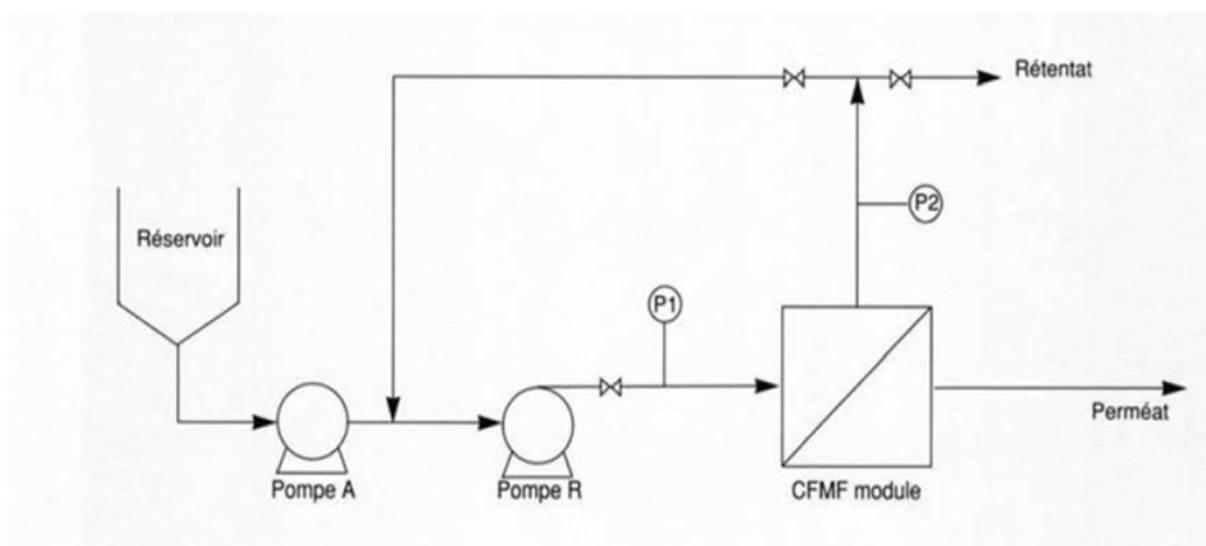 Rétentat
P2
Réservoir
P1
Perméat
Pompe A
Pompe R
CFMF module